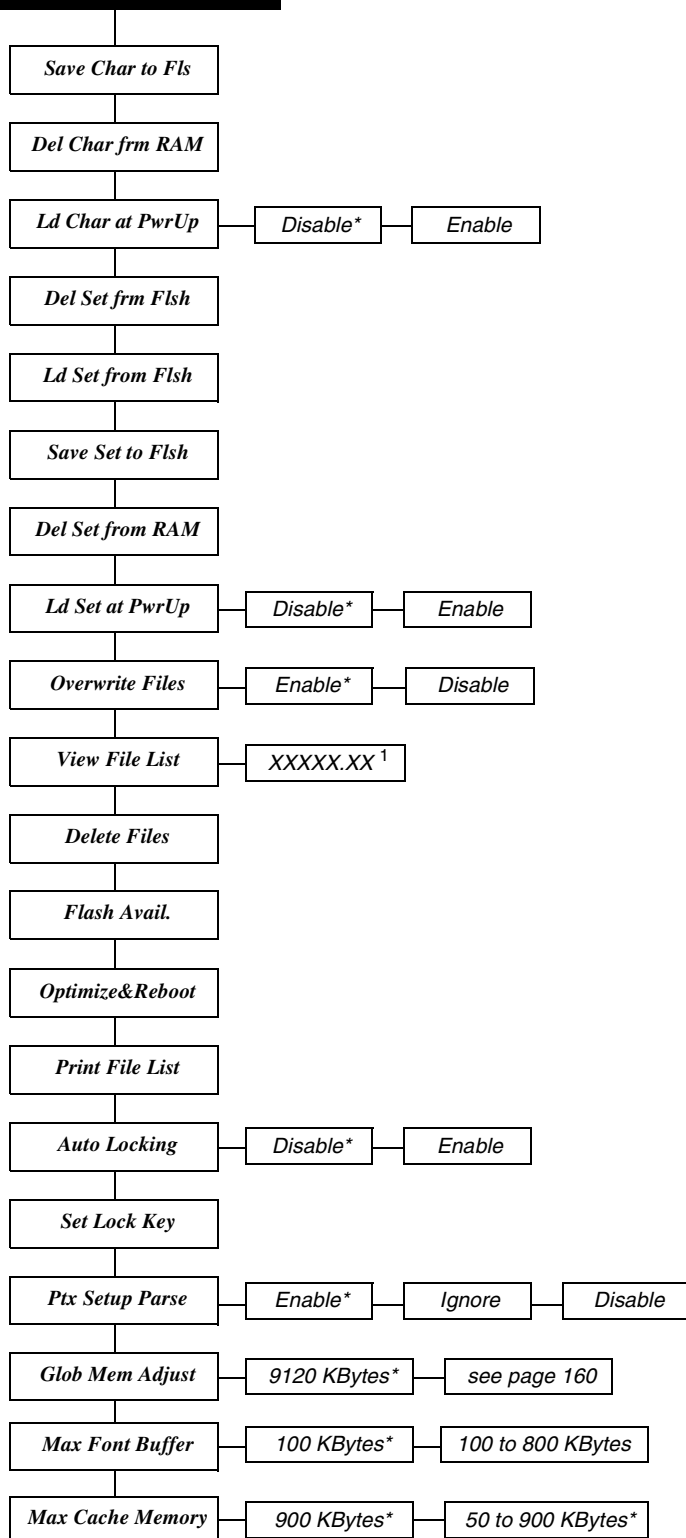 Save Char to Fls
Del Char frm RAM
Ld Char at PwrUp Disable* Enable
Del Set frm Flsh
Ld Set from Flsh
Save Set to Flsh
Del Set from RAM
Ld Set at PwrUp Disable* Enable
Overwrite Files Enable* Disable
View File List XXXXX.XX 1
Delete Files
Flash Avail.
Optimize&Reboot
Print File List
Auto Locking Disable* Enable
Set Lock Key
Ptx Setup Parse Enable* Ignore Disable
Glob Mem Adjust 9120 KBytes* see page 160
Max Font Buffer 100 KBytes* 100 to 800 KBytes
Max Cache Memory 900 KBytes* 50 to 900 KBytes*